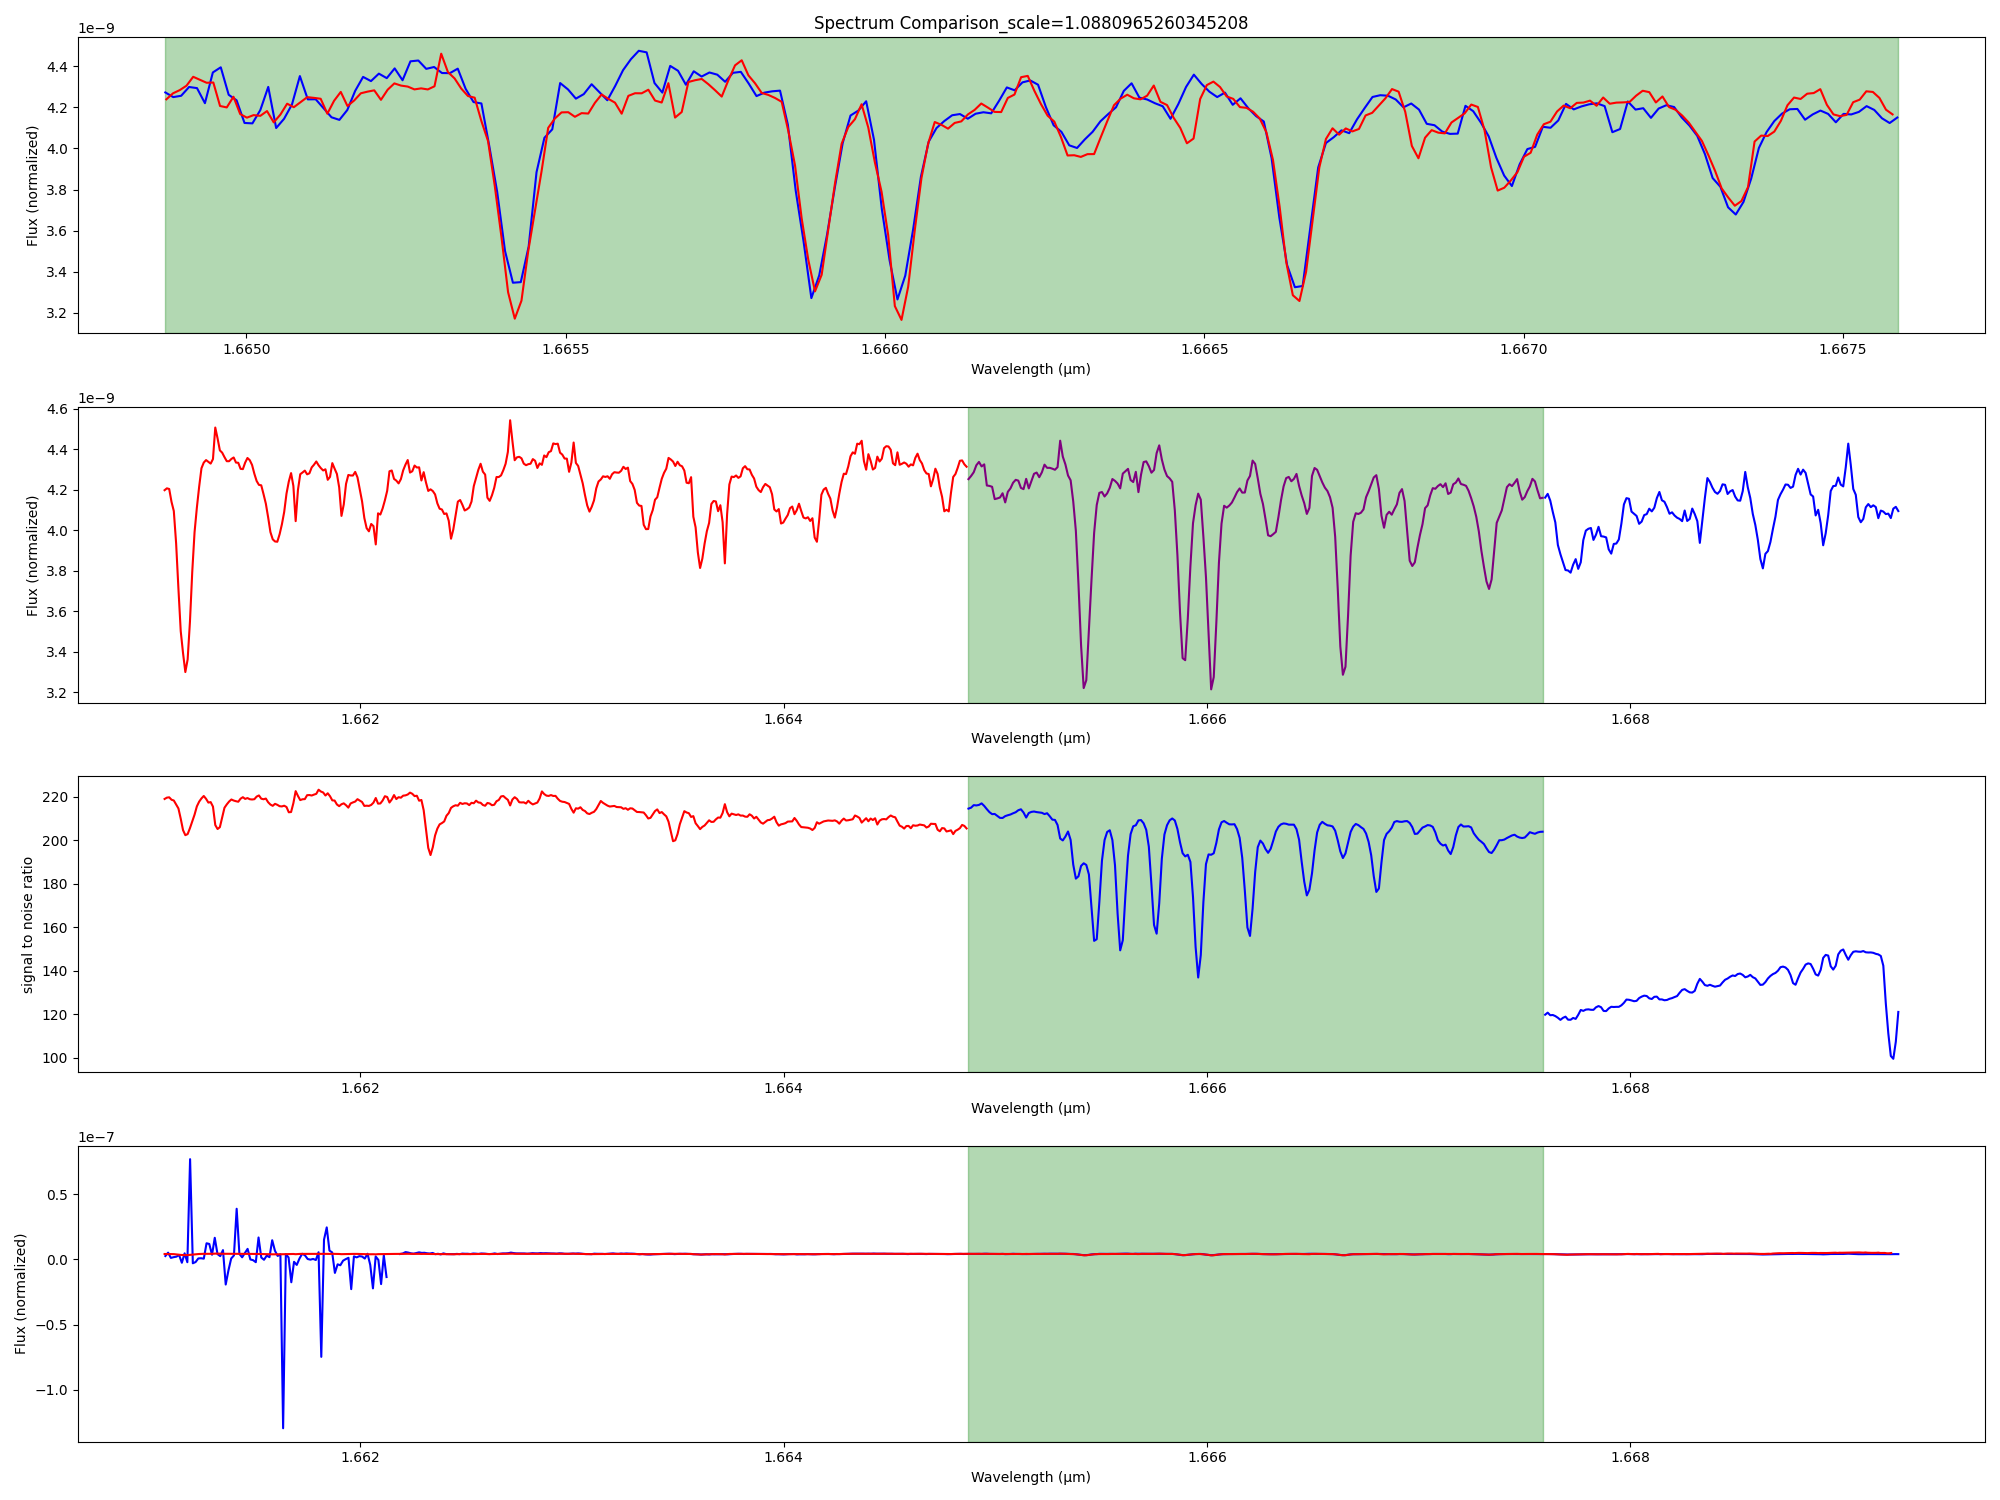 Spectrum Comparison_scale=1.0880965260345208
1e−9
4.4
4.2
4.0
3.8
3.6
3.4
3.2
Flux (normalized)
1.6650 1.6655 1.6660 1.6665 1.6670 1.6675
Wavelength (μm)
1e−9
4.6
4.4
4.2
4.0
3.8
3.6
3.4
3.2
Flux (normalized)
1.662 1.664 1.666 1.668
Wavelength (μm)
220
200
180
160
140
120
100
signal to noise ratio
1.662 1.664 1.666 1.668
Wavelength (μm)
1e−7
0.5
0.0
−0.5
−1.0
Flux (normalized)
1.662 1.664 1.666 1.668
Wavelength (μm)